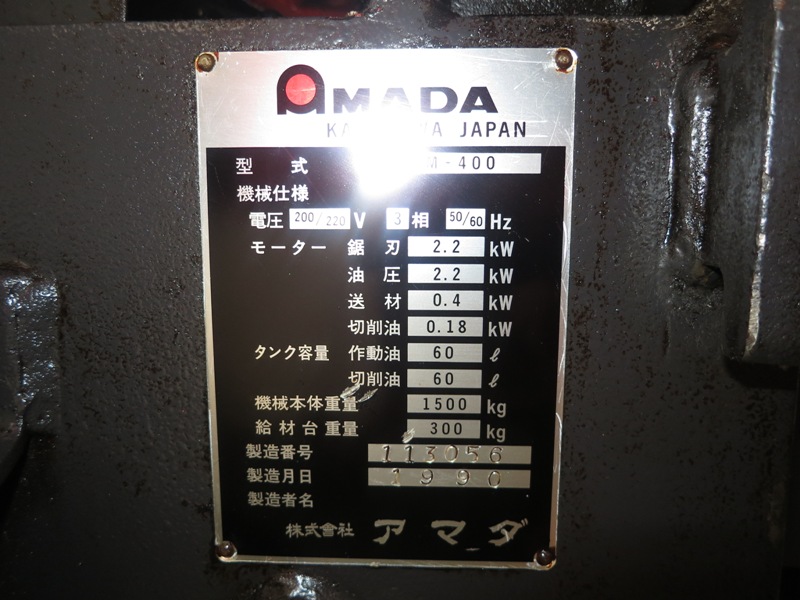 AMADA
JAPAN
型式 M-400
機械仕様
電圧 200/220 V 3 相 50/60 Hz
モーター 鋸刃 2.2 kW
油圧 2.2 kW
送材 0.4 kW
切削油 0.18 kW
タンク容量 作動油 60 ℓ
切削油 60 ℓ
機械本体重量 1500 kg
給材台重量 300 kg
製造番号 113056
製造月日 1990
製造者名
株式会社 アマダ